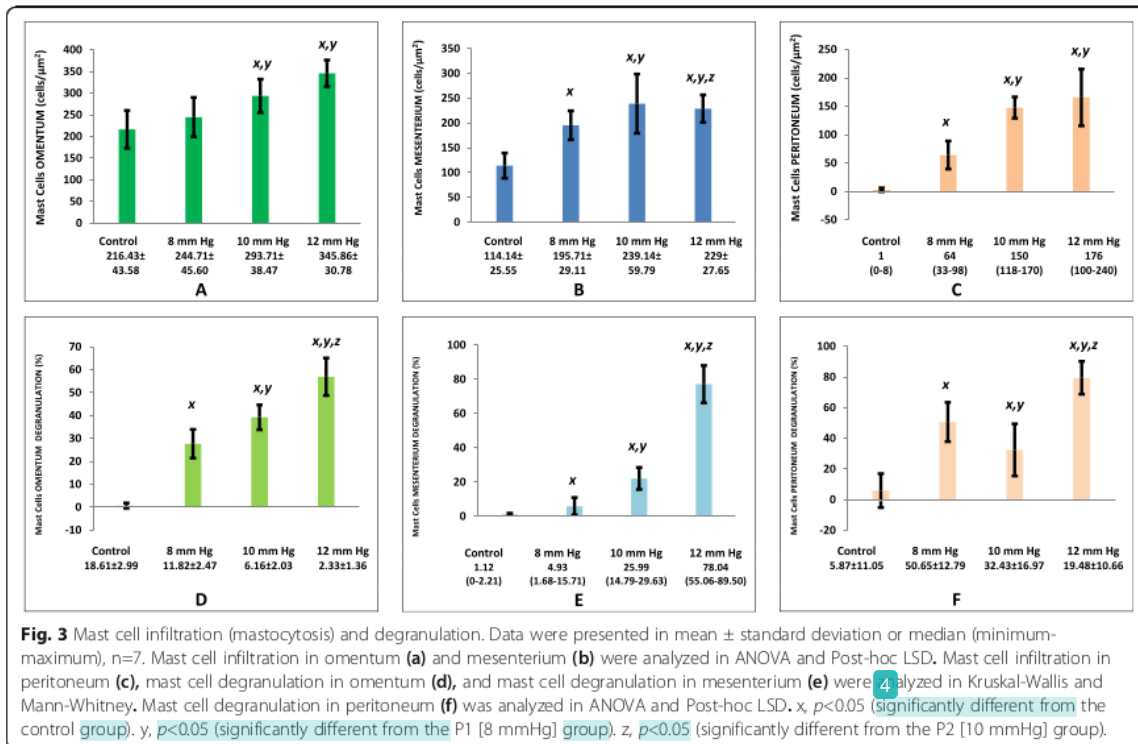 Mast Cells OMENTUM (cells/µm²)
400
350
300
250
200
150
100
50
0
x,y
x,y
Control 8 mm Hg 10 mm Hg 12 mm Hg
216.43± 244.71± 293.71± 345.86±
43.58 45.60 38.47 30.78
A
Mast Cells MESENTERIUM (cells/µm²)
350
300
250
200
150
100
50
0
x
x,y
x,y,z
Control 8 mm Hg 10 mm Hg 12 mm Hg
114.14± 195.71± 239.14± 229±
25.55 29.11 59.79 27.65
B
Mast Cells PERITONEUM (cells/µm²)
250
200
150
100
50
0
-50
x
x,y
x,y
Control 8 mm Hg 10 mm Hg 12 mm Hg
1 64 150 176
(0-8) (33-98) (118-170) (100-240)
C
Mast Cells OMENTUM DEGRANULATION (%)
70
60
50
40
30
20
10
0
-10
x
x,y
x,y,z
Control 8 mm Hg 10 mm Hg 12 mm Hg
18.61±2.99 11.82±2.47 6.16±2.03 2.33±1.36
D
Mast Cells MESENTERIUM DEGRANULATION (%)
100
80
60
40
20
0
x
x,y
x,y,z
Control 8 mm Hg 10 mm Hg 12 mm Hg
1.12 4.93 25.99 78.04
(0-2.21) (1.68-15.71) (14.79-29.63) (55.06-89.50)
E
Mast Cells PERITONEUM DEGRANULATION (%)
100
80
60
40
20
0
-20
x
x,y
x,y,z
Control 8 mm Hg 10 mm Hg 12 mm Hg
5.87±11.05 50.65±12.79 32.43±16.97 19.48±10.66
F
Fig. 3 Mast cell infiltration (mastocytosis) and degranulation. Data were presented in mean ± standard deviation or median (minimum-
maximum), n=7. Mast cell infiltration in omentum (a) and mesenterium (b) were analyzed in ANOVA and Post-hoc LSD. Mast cell infiltration in
peritoneum (c), mast cell degranulation in omentum (d), and mast cell degranulation in mesenterium (e) were analyzed in Kruskal-Wallis and
Mann-Whitney. Mast cell degranulation in peritoneum (f) was analyzed in ANOVA and Post-hoc LSD. x, p<0.05 (significantly different from the
control group). y, p<0.05 (significantly different from the P1 [8 mmHg] group). z, p<0.05 (significantly different from the P2 [10 mmHg] group).
4